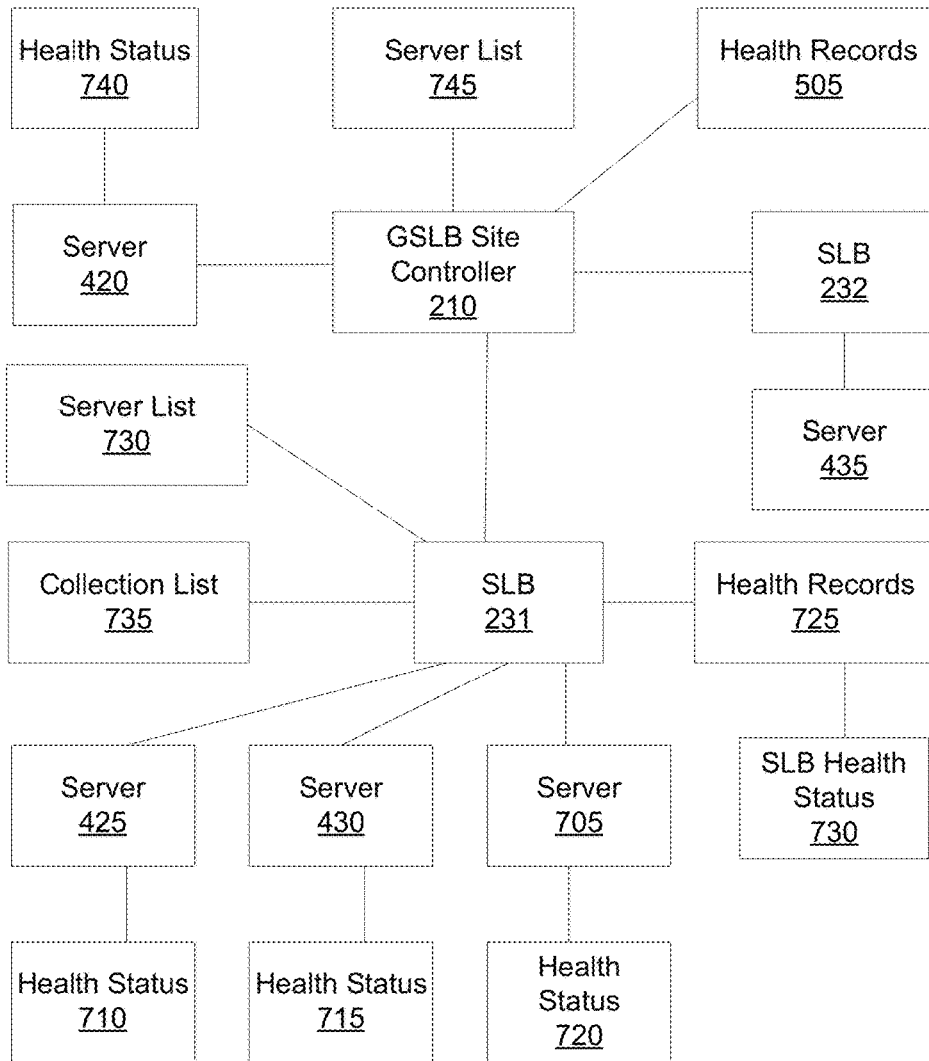 Health Status
740
Server List
745
Health Records
505
Server
420
GSLB Site
Controller
210
SLB
232
Server List
730
Server
435
Collection List
735
SLB
231
Health Records
725
Server
425
Server
430
Server
705
SLB Health
Status
730
Health Status
710
Health Status
715
Health
Status
720